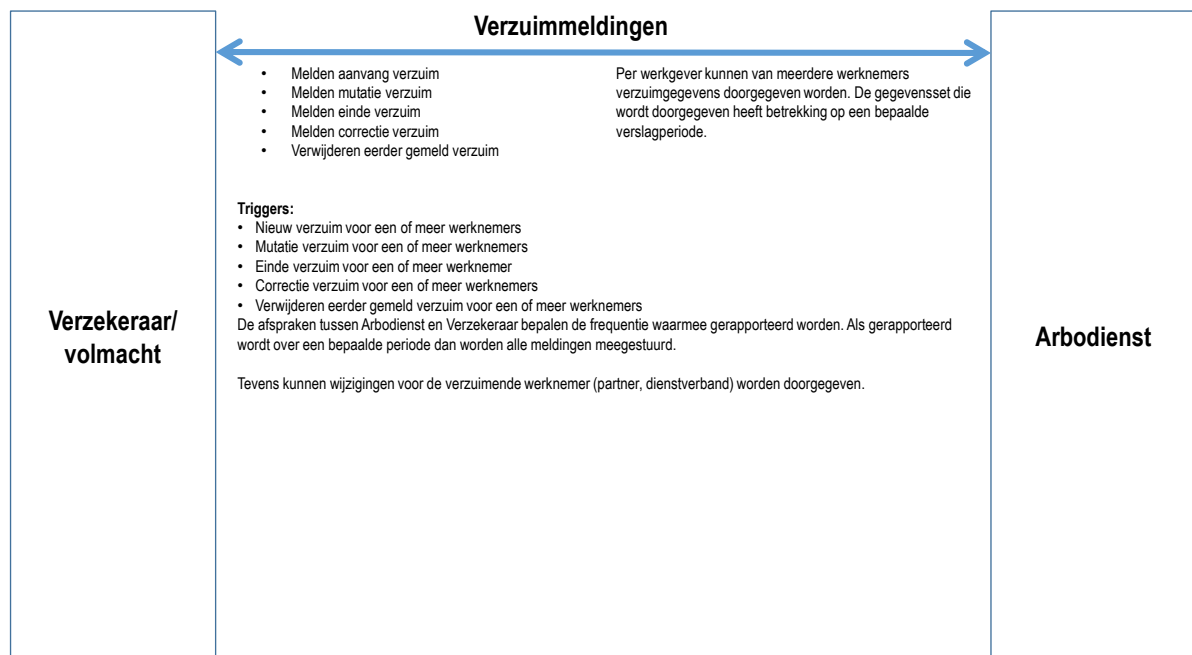 Verzuimmeldingen
• Melden aanvang verzuim
• Melden mutatie verzuim
• Melden einde verzuim
• Melden correctie verzuim
• Verwijderen eerder gemeld verzuim
Per werkgever kunnen van meerdere werknemers
verzuimgegevens doorgegeven worden. De gegevensset die
wordt doorgegeven heeft betrekking op een bepaalde
verslagperiode.
Triggers:
• Nieuw verzuim voor een of meer werknemers
• Mutatie verzuim voor een of meer werknemers
• Einde verzuim voor een of meer werknemer
• Correctie verzuim voor een of meer werknemers
• Verwijderen eerder gemeld verzuim voor een of meer werknemers
De afspraken tussen Arbodienst en Verzekeraar bepalen de frequentie waarmee gerapporteerd worden. Als gerapporteerd
wordt over een bepaalde periode dan worden alle meldingen meegestuurd.
Tevens kunnen wijzigingen voor de verzuimende werknemer (partner, dienstverband) worden doorgegeven.
Verzekeraar/
volmacht
Arbodienst